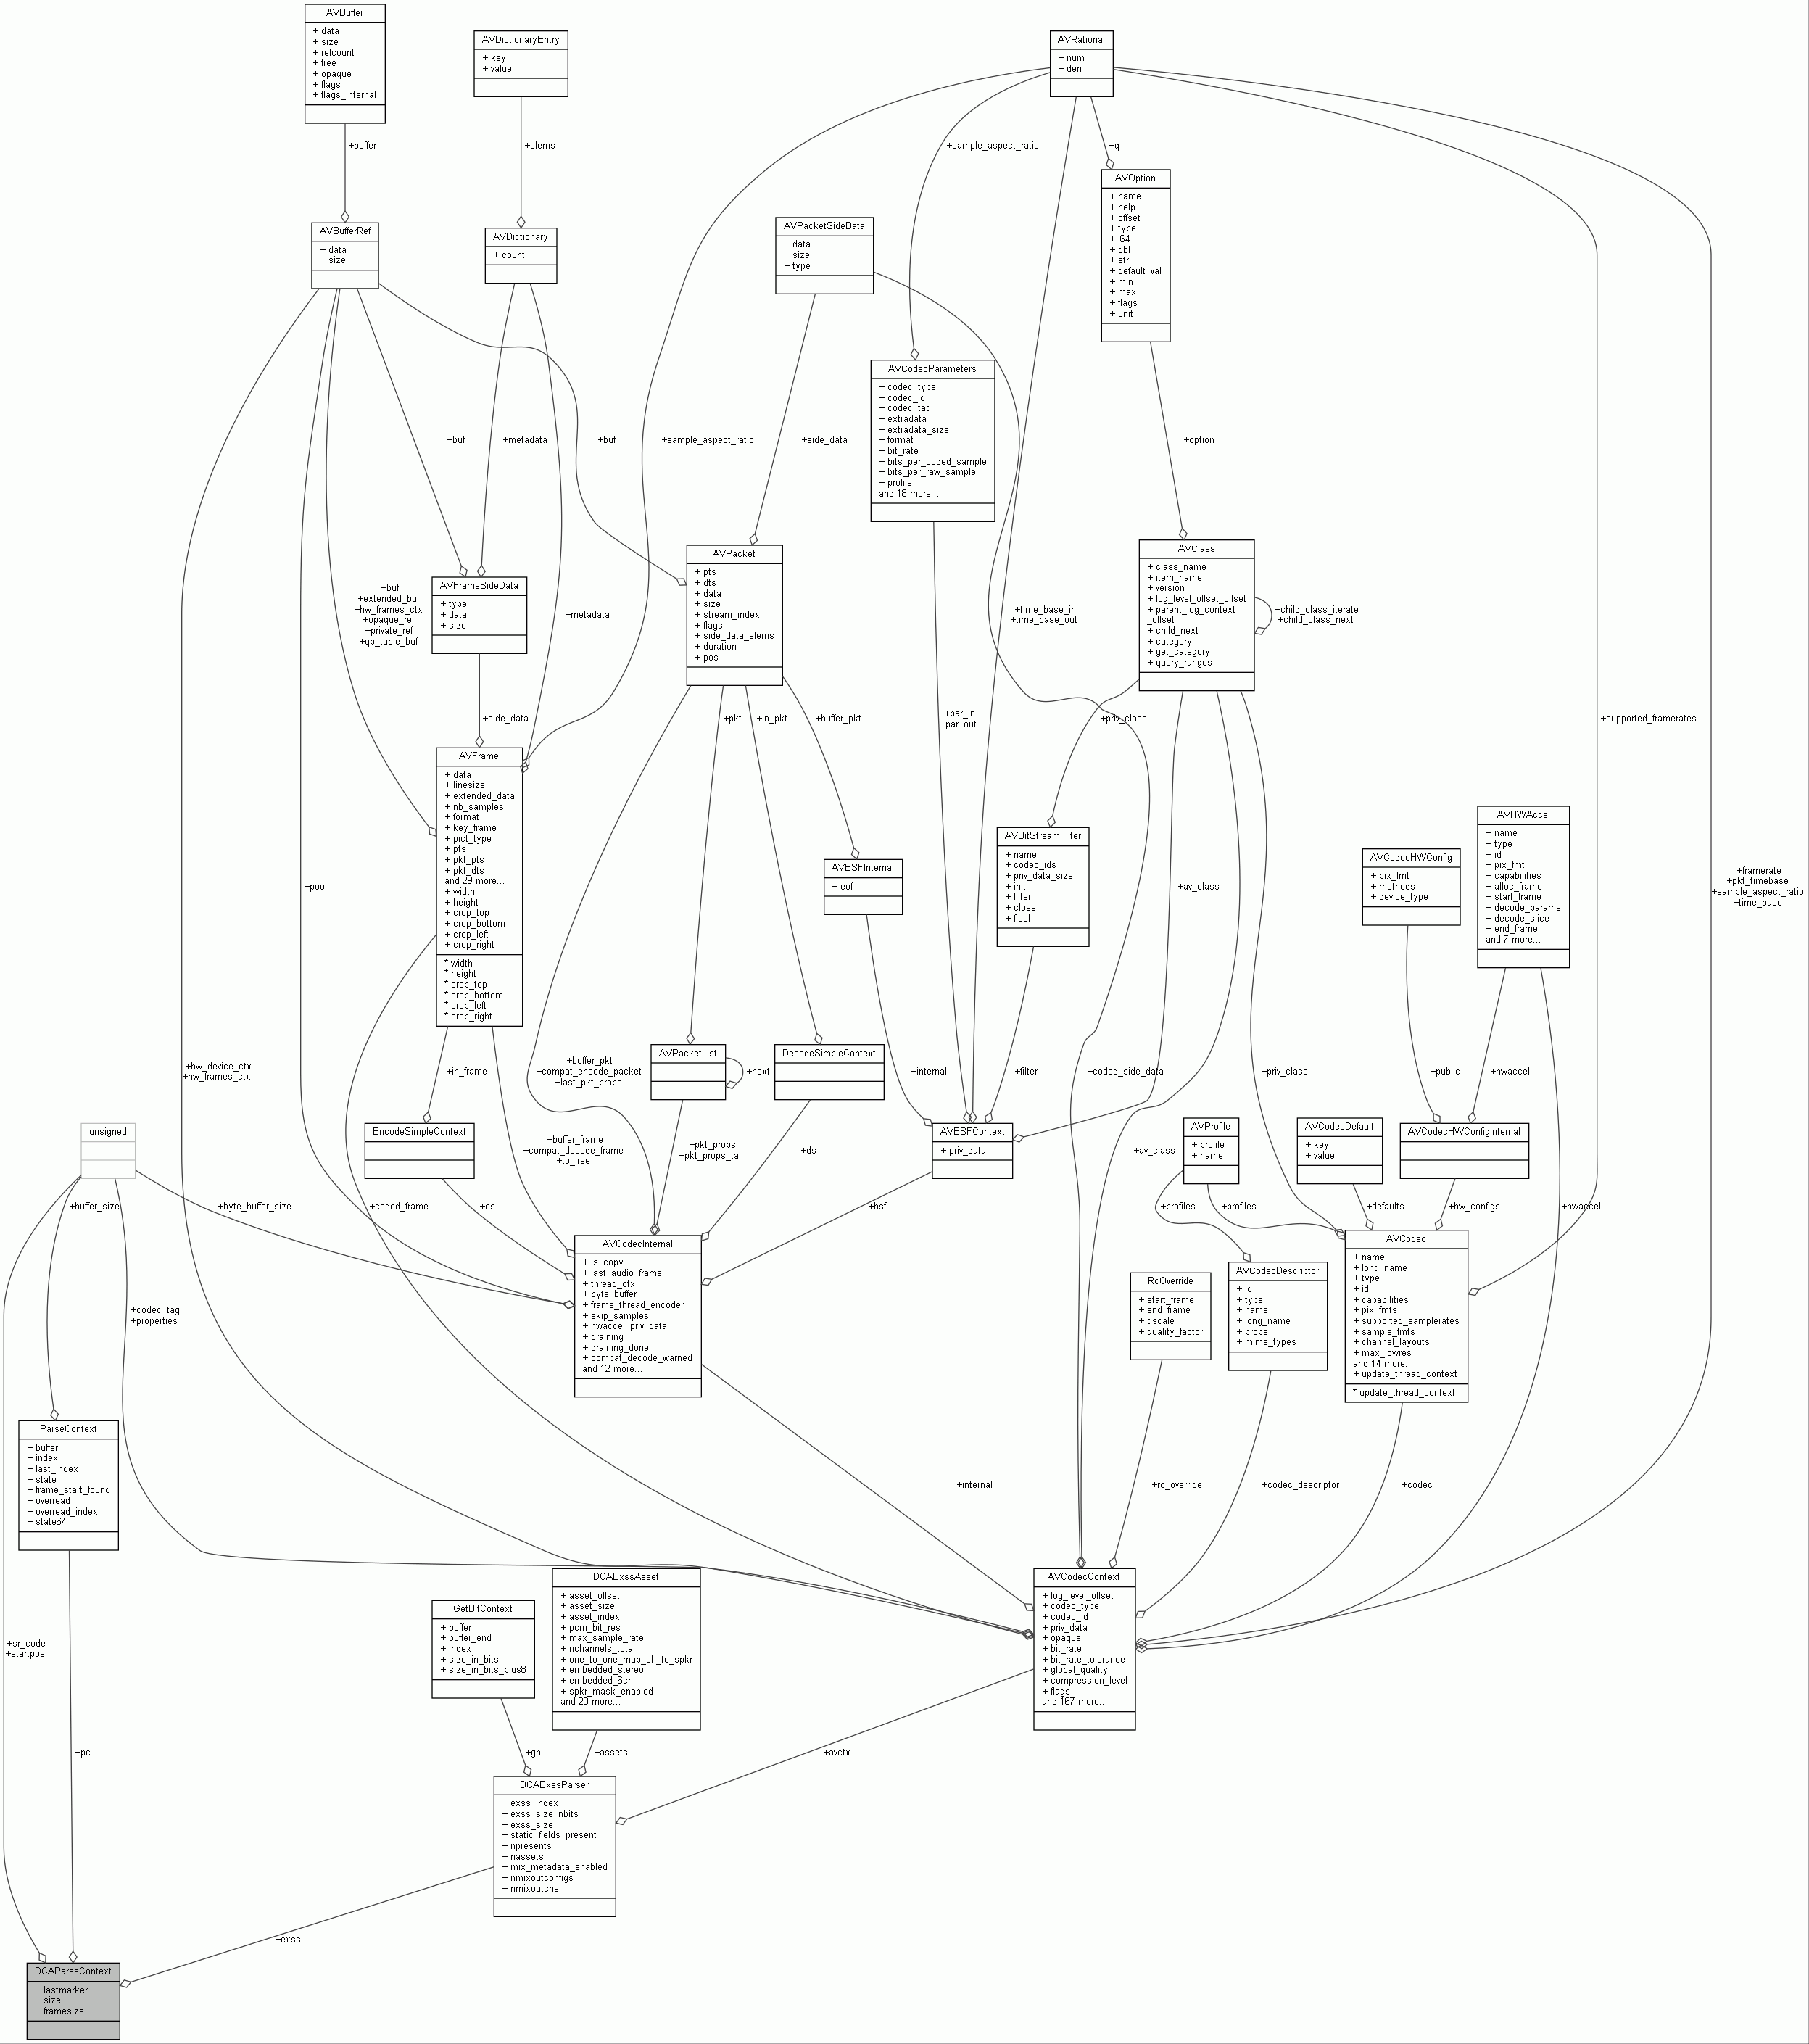 AVBuffer
+ data
+ size
+ refcount
+ free
+ opaque
+ flags
+ flags_internal
AVDictionaryEntry
+ key
+ value
AVRational
+ num
+ den
+buffer
+elems
+sample_aspect_ratio
+q
AVOption
+ name
+ help
+ offset
+ type
+ i64
+ dbl
+ str
+ default_val
+ min
+ max
+ flags
+ unit
AVBufferRef
+ data
+ size
AVDictionary
+ count
AVPacketSideData
+ data
+ size
+ type
AVCodecParameters
+ codec_type
+ codec_id
+ codec_tag
+ extradata
+ extradata_size
+ format
+ bit_rate
+ bits_per_coded_sample
+ bits_per_raw_sample
+ profile
and 18 more...
+buf
+metadata
+buf
+sample_aspect_ratio
+side_data
+option
AVPacket
+ pts
+ dts
+ data
+ size
+ stream_index
+ flags
+ side_data_elems
+ duration
+ pos
AVClass
+ class_name
+ item_name
+ version
+ log_level_offset_offset
+ parent_log_context
_offset
+ child_next
+ category
+ get_category
+ query_ranges
+child_class_iterate
+child_class_next
AVFrameSideData
+ type
+ data
+ size
+buf
+extended_buf
+hw_frames_ctx
+opaque_ref
+private_ref
+qp_table_buf
+metadata
+time_base_in
+time_base_out
+side_data
+pkt
+in_pkt
+buffer_pkt
+par_in
+par_out
+priv_class
+supported_framerates
AVFrame
+ data
+ linesize
+ extended_data
+ nb_samples
+ format
+ key_frame
+ pict_type
+ pts
+ pkt_pts
+ pkt_dts
and 29 more...
+ width
+ height
+ crop_top
+ crop_bottom
+ crop_left
+ crop_right
* width
* height
* crop_top
* crop_bottom
* crop_left
* crop_right
AVBitStreamFilter
+ name
+ codec_ids
+ priv_data_size
+ init
+ filter
+ close
+ flush
AVHWAccel
+ name
+ type
+ id
+ pix_fmt
+ capabilities
+ alloc_frame
+ start_frame
+ decode_params
+ decode_slice
+ end_frame
and 7 more...
AVCodecHWConfig
+ pix_fmt
+ methods
+ device_type
AVBSFInternal
+ eof
+pool
+av_class
+framerate
+pkt_timebase
+sample_aspect_ratio
+time_base
+hw_device_ctx
+hw_frames_ctx
+in_frame
+buffer_pkt
+compat_encode_packet
+last_pkt_props
AVPacketList
+next
DecodeSimpleContext
+internal
+filter
+coded_side_data
+priv_class
+public
+hwaccel
unsigned
EncodeSimpleContext
+buffer_frame
+compat_decode_frame
+to_free
+pkt_props
+pkt_props_tail
+ds
AVBSFContext
+ priv_data
+av_class
AVProfile
+ profile
+ name
AVCodecDefault
+ key
+ value
AVCodecHWConfigInternal
+buffer_size
+byte_buffer_size
+coded_frame
+es
+bsf
+profiles
+profiles
+defaults
+hw_configs
+hwaccel
AVCodecInternal
+ is_copy
+ last_audio_frame
+ thread_ctx
+ byte_buffer
+ frame_thread_encoder
+ skip_samples
+ hwaccel_priv_data
+ draining
+ draining_done
+ compat_decode_warned
and 12 more...
AVCodec
+ name
+ long_name
+ type
+ id
+ capabilities
+ pix_fmts
+ supported_samplerates
+ sample_fmts
+ channel_layouts
+ max_lowres
and 14 more...
+ update_thread_context
* update_thread_context
AVCodecDescriptor
+ id
+ type
+ name
+ long_name
+ props
+ mime_types
RcOverride
+ start_frame
+ end_frame
+ qscale
+ quality_factor
+codec_tag
+properties
ParseContext
+ buffer
+ index
+ last_index
+ state
+ frame_start_found
+ overread
+ overread_index
+ state64
+internal
+rc_override
+codec_descriptor
+codec
DCAExssAsset
+ asset_offset
+ asset_size
+ asset_index
+ pcm_bit_res
+ max_sample_rate
+ nchannels_total
+ one_to_one_map_ch_to_spkr
+ embedded_stereo
+ embedded_6ch
+ spkr_mask_enabled
and 20 more...
AVCodecContext
+ log_level_offset
+ codec_type
+ codec_id
+ priv_data
+ opaque
+ bit_rate
+ bit_rate_tolerance
+ global_quality
+ compression_level
+ flags
and 167 more...
GetBitContext
+ buffer
+ buffer_end
+ index
+ size_in_bits
+ size_in_bits_plus8
+sr_code
+startpos
+pc
+gb
+assets
+avctx
DCAExssParser
+ exss_index
+ exss_size_nbits
+ exss_size
+ static_fields_present
+ npresents
+ nassets
+ mix_metadata_enabled
+ nmixoutconfigs
+ nmixoutchs
+exss
DCAParseContext
+ lastmarker
+ size
+ framesize